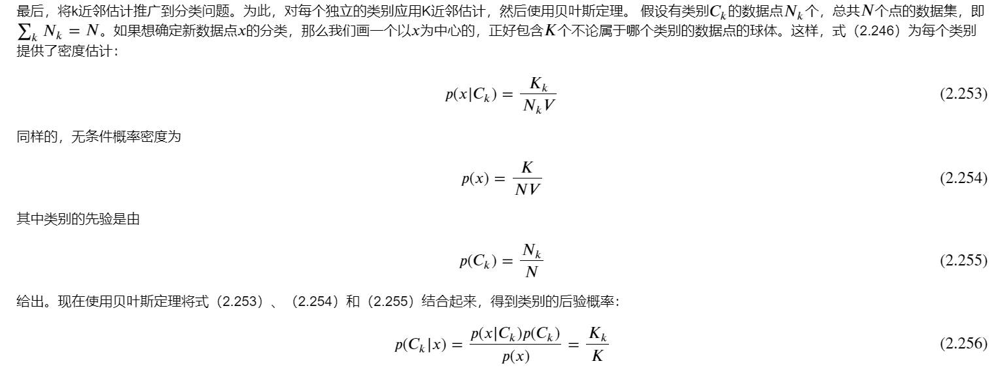 最后，将k近邻估计推广到分类问题。为此，对每个独立的类别应用K近邻估计，然后使用贝叶斯定理。 假设有类别$C_k$的数据点$N_k$个，总共$N$个点的数据集，即
$\sum_k N_k = N$。如果想确定新数据点$x$的分类，那么我们画一个以$x$为中心的，正好包含$K$个不论属于哪个类别的数据点的球体。这样，式（2.246）为每个类别
提供了密度估计：
$p(x|C_k) = \frac{K_k}{N_k V}$ (2.253)
同样的，无条件概率密度为
$p(x) = \frac{K}{NV}$ (2.254)
其中类别的先验是由
$p(C_k) = \frac{N_k}{N}$ (2.255)
给出。现在使用贝叶斯定理将式（2.253）、（2.254）和（2.255）结合起来，得到类别的后验概率：
$p(C_k|x) = \frac{p(x|C_k)p(C_k)}{p(x)} = \frac{K_k}{K}$ (2.256)